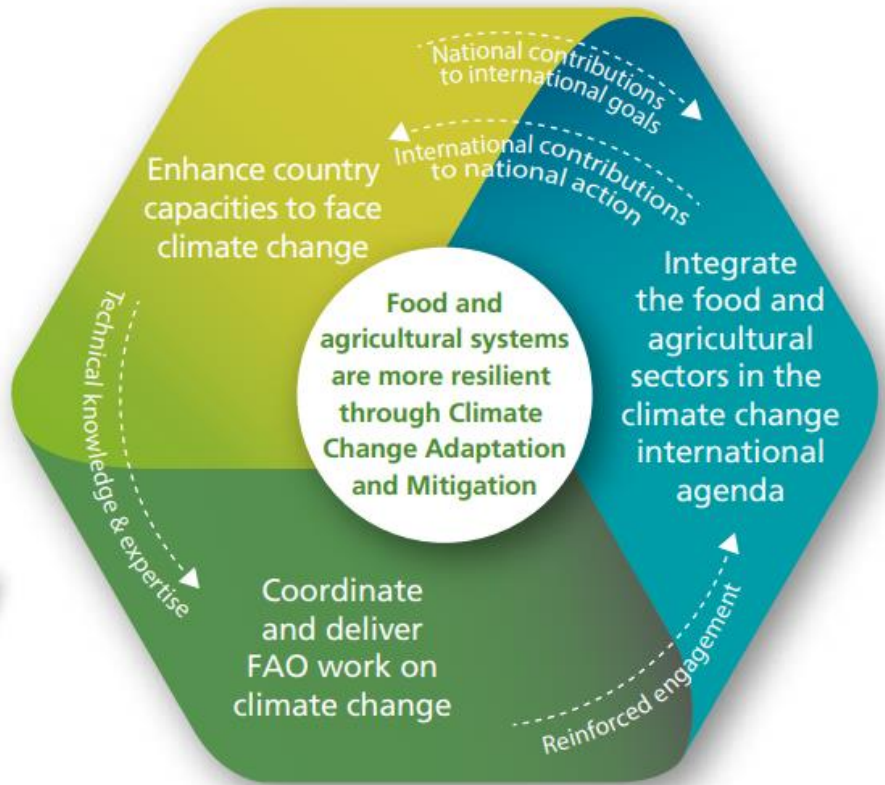 National contributions
to international goals
International contributions
to national action
Enhance country
capacities to face
climate change
Integrate
the food and
agricultural
sectors in the
climate change
international
agenda
Food and
agricultural systems
are more resilient
through Climate
Change Adaptation
and Mitigation
Technical knowledge & expertise
Coordinate
and deliver
FAO work on
climate change
Reinforced engagement